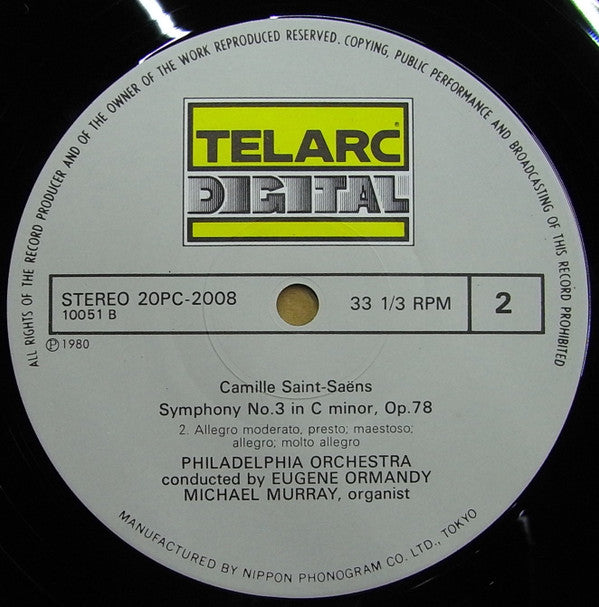 ALL RIGHTS OF THE RECORD PRODUCER AND OF THE OWNER OF THE WORK REPRODUCED RESERVED. COPYING, PUBLIC PERFORMANCE AND BROADCASTING OF THIS RECORD PROHIBITED
TELARC®
DIGITAL
STEREO 20PC-2008
10051 B
33 1/3 RPM
2
Ⓟ1980
Camille Saint-Saëns
Symphony No.3 in C minor, Op.78
2. Allegro moderato, presto; maestoso;
allegro; molto allegro
PHILADELPHIA ORCHESTRA
conducted by EUGENE ORMANDY
MICHAEL MURRAY, organist
MANUFACTURED BY NIPPON PHONOGRAM CO. LTD., TOKYO